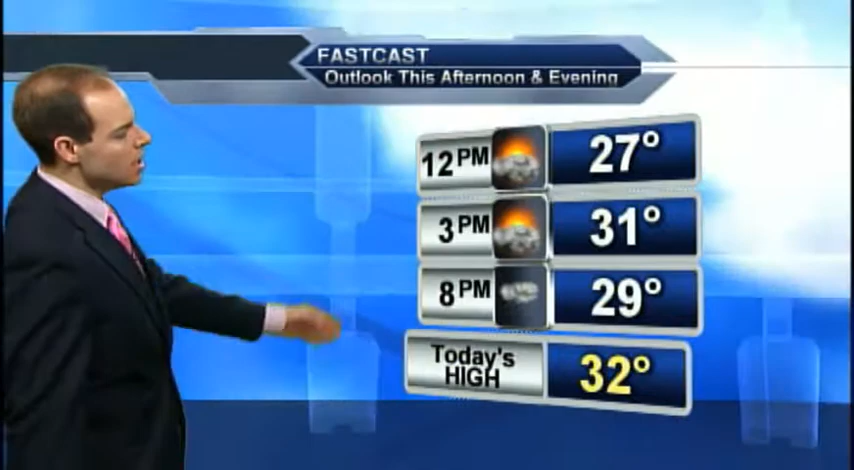 FASTCAST
Outlook This Afternoon & Evening
12 PM 27°
3 PM 31°
8 PM 29°
Today's HIGH 32°